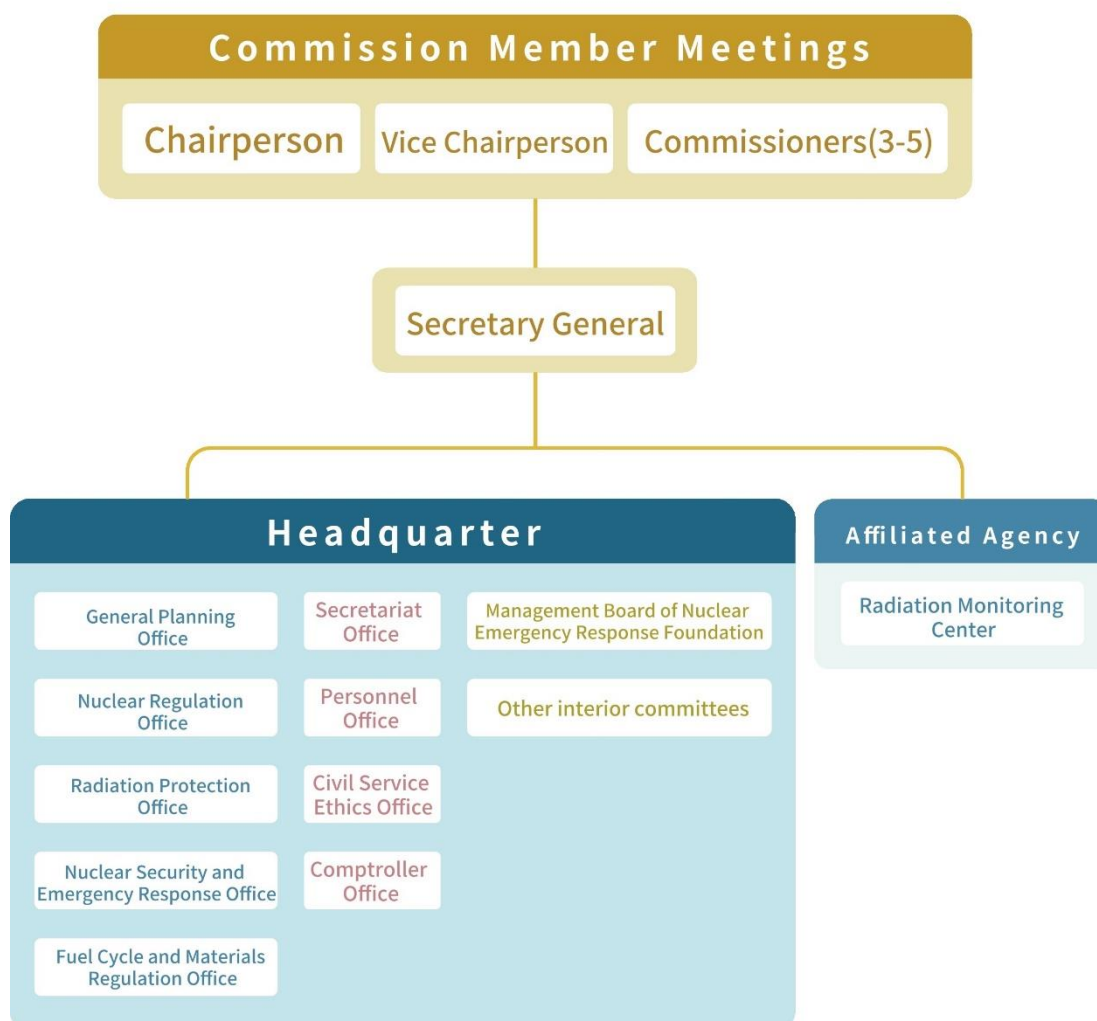 Commission Member Meetings
Chairperson
Vice Chairperson
Commissioners(3-5)
Secretary General
Headquarter
General Planning
Office
Nuclear Regulation
Office
Radiation Protection
Office
Nuclear Security and
Emergency Response Office
Fuel Cycle and Materials
Regulation Office
Secretariat
Office
Personnel
Office
Civil Service
Ethics Office
Comptroller
Office
Management Board of Nuclear
Emergency Response Foundation
Other interior committees
Affiliated Agency
Radiation Monitoring
Center